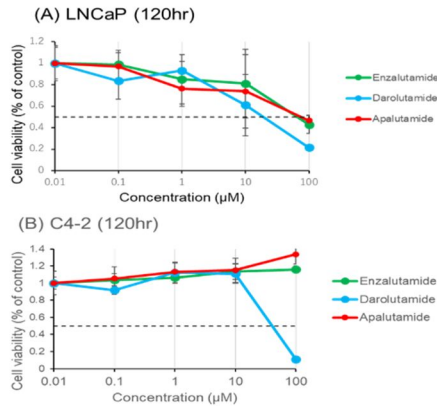 (A) LNCaP (120hr)
Cell viability (% of control)
1.2
1
0.8
0.6
0.4
0.2
0
0.01
0.1
1
10
100
Concentration (µM)
Enzalutamide
Darolutamide
Apalutamide
(B) C4-2 (120hr)
Cell viability (% of control)
1.4
1.2
1
0.8
0.6
0.4
0.2
0
0.01
0.1
1
10
100
Concentration (µM)
Enzalutamide
Darolutamide
Apalutamide